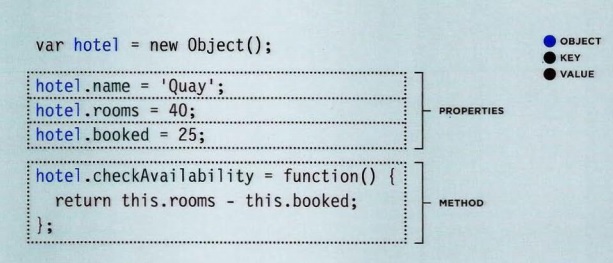 var hotel = new Object();
OBJECT
KEY
VALUE
hotel.name = 'Quay';
hotel.rooms = 40;
hotel.booked = 25;
PROPERTIES
hotel.checkAvailability = function() {
return this.rooms - this.booked;
};
METHOD